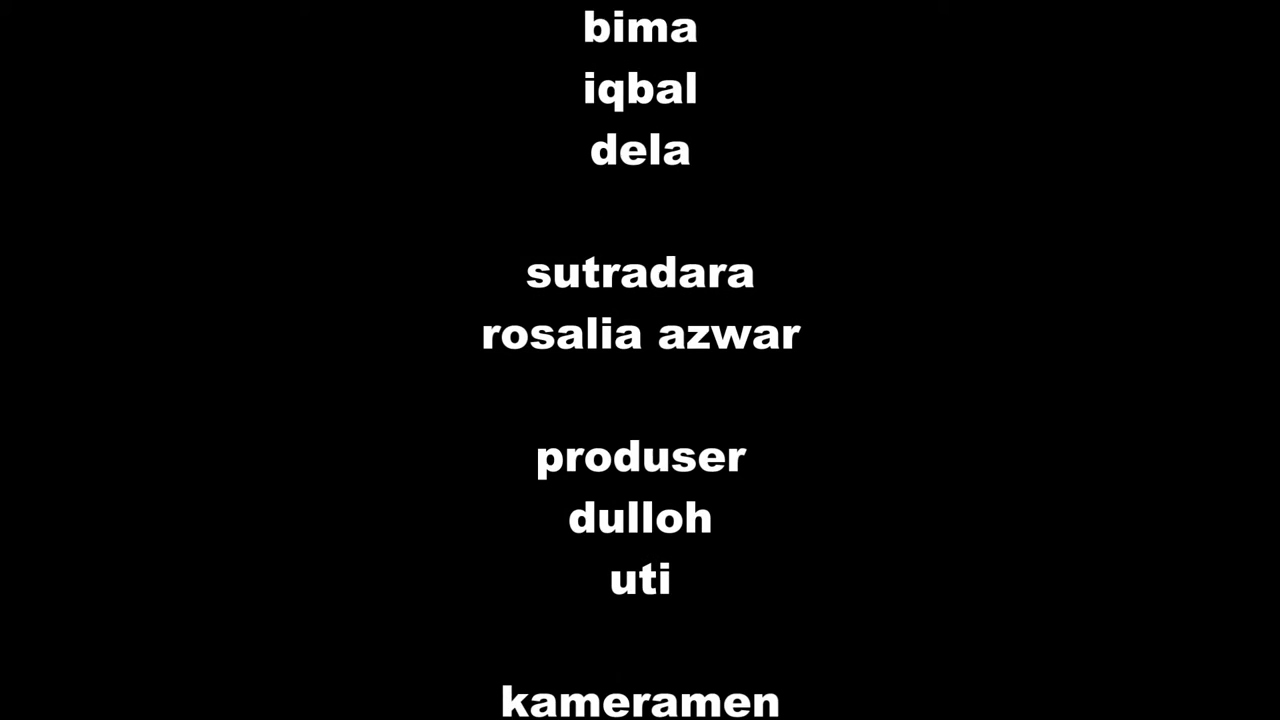 bima
iqbal
dela
sutradara
rosalia azwar
produser
dulloh
uti
kameramen